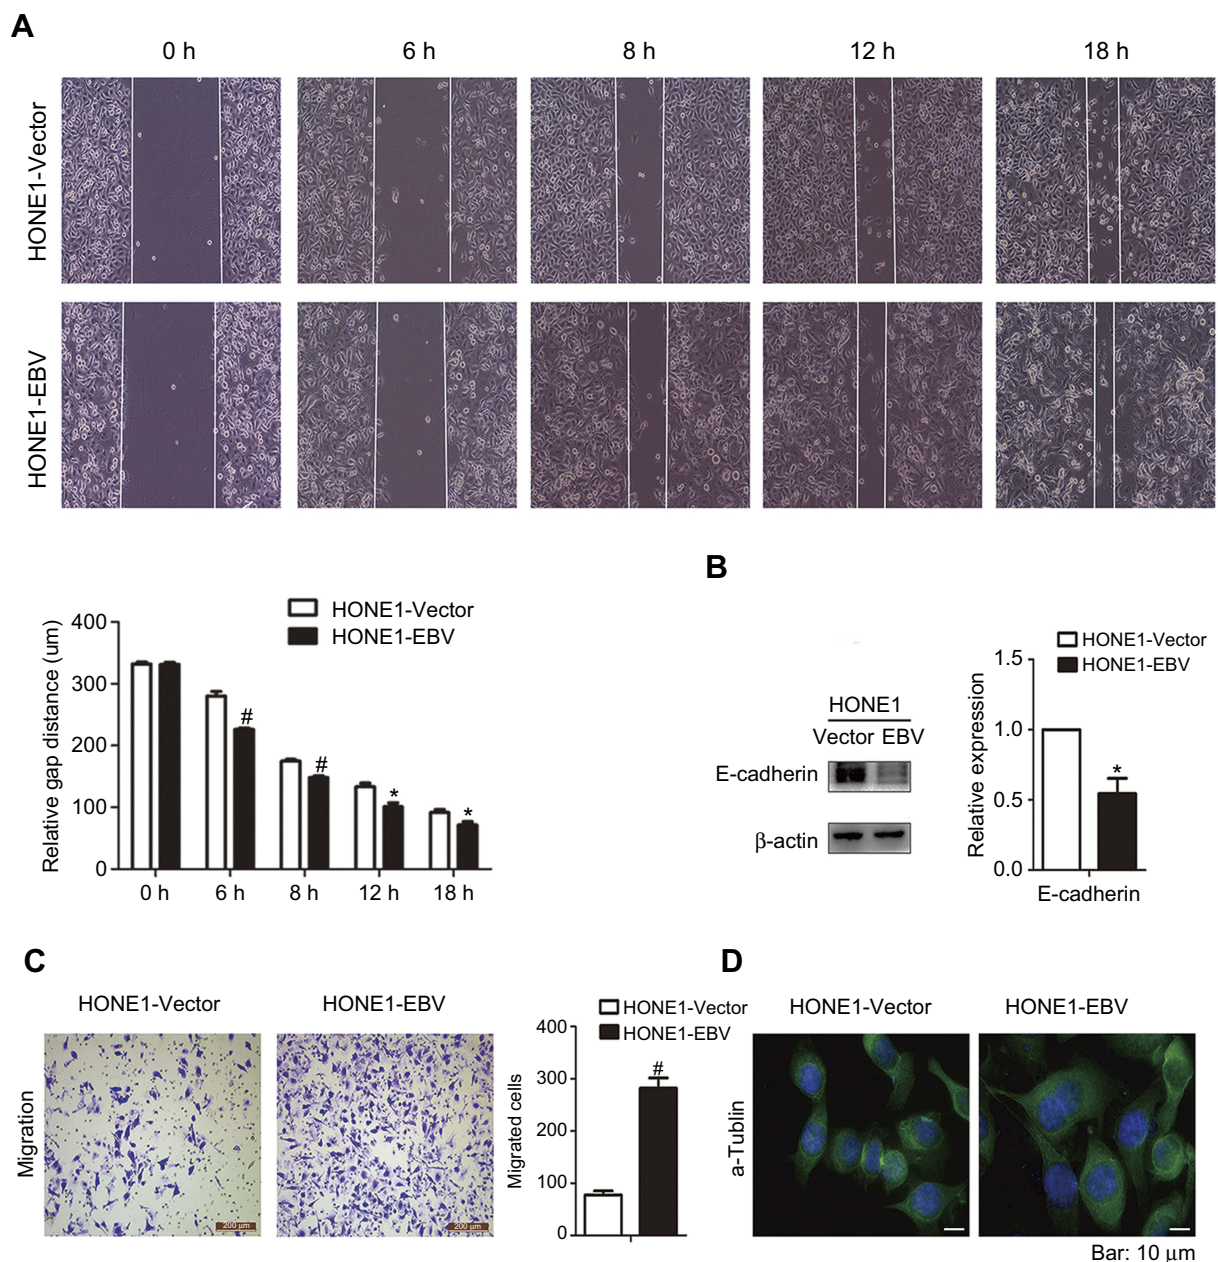 A
0 h 6 h 8 h 12 h 18 h
HONE1-Vector
HONE1-EBV
HONE1-Vector
HONE1-EBV
Relative gap distance (um)
400
300
200
100
0
# # * *
0 h 6 h 8 h 12 h 18 h
B
HONE1
Vector EBV
E-cadherin
β-actin
HONE1-Vector
HONE1-EBV
Relative expression
1.5
1.0
0.5
0.0
*
E-cadherin
C
HONE1-Vector HONE1-EBV
Migration
200 µm 200 µm
HONE1-Vector
HONE1-EBV
Migrated cells
400
300
200
100
0
#
D
HONE1-Vector HONE1-EBV
a-Tublin
Bar: 10 µm